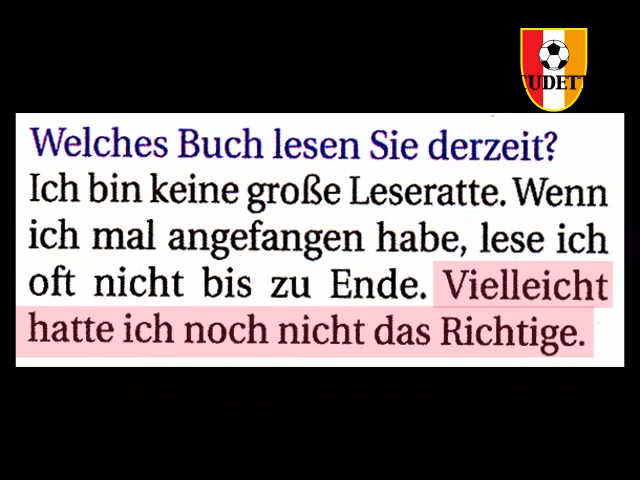 CUDETT
Welches Buch lesen Sie derzeit?
Ich bin keine große Leseratte. Wenn
ich mal angefangen habe, lese ich
oft nicht bis zu Ende. Vielleicht
hatte ich noch nicht das Richtige.